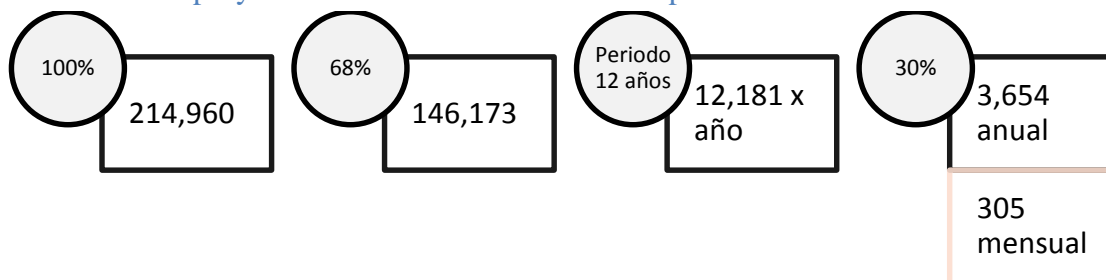 100%
214,960
68%
146,173
Periodo
12 años
12,181 x
año
30%
3,654
anual
305
mensual